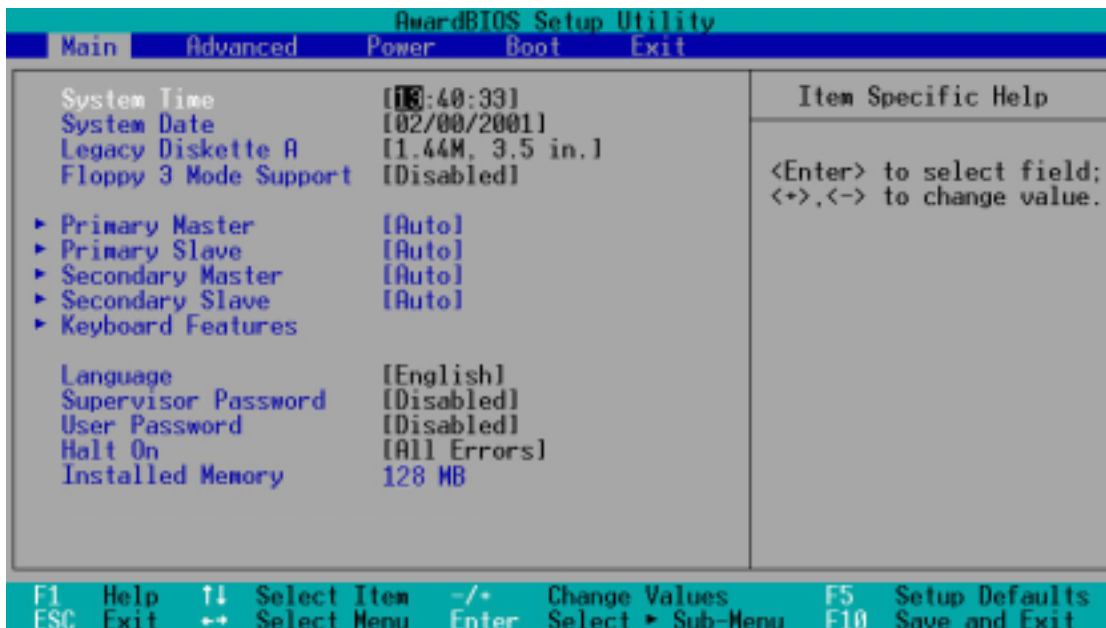 AwardBIOS Setup Utility
Main Advanced Power Boot Exit
System Time [13:40:33]
System Date [02/00/2001]
Legacy Diskette A [1.44M, 3.5 in.]
Floppy 3 Mode Support [Disabled]
▶ Primary Master [Auto]
▶ Primary Slave [Auto]
▶ Secondary Master [Auto]
▶ Secondary Slave [Auto]
▶ Keyboard Features
Language [English]
Supervisor Password [Disabled]
User Password [Disabled]
Halt On [All Errors]
Installed Memory 128 MB
Item Specific Help
<Enter> to select field;
<+>,<-> to change value.
F1 Help ↑↓ Select Item -/+ Change Values F5 Setup Defaults
ESC Exit ←→ Select Menu Enter Select ▶ Sub-Menu F10 Save and Exit